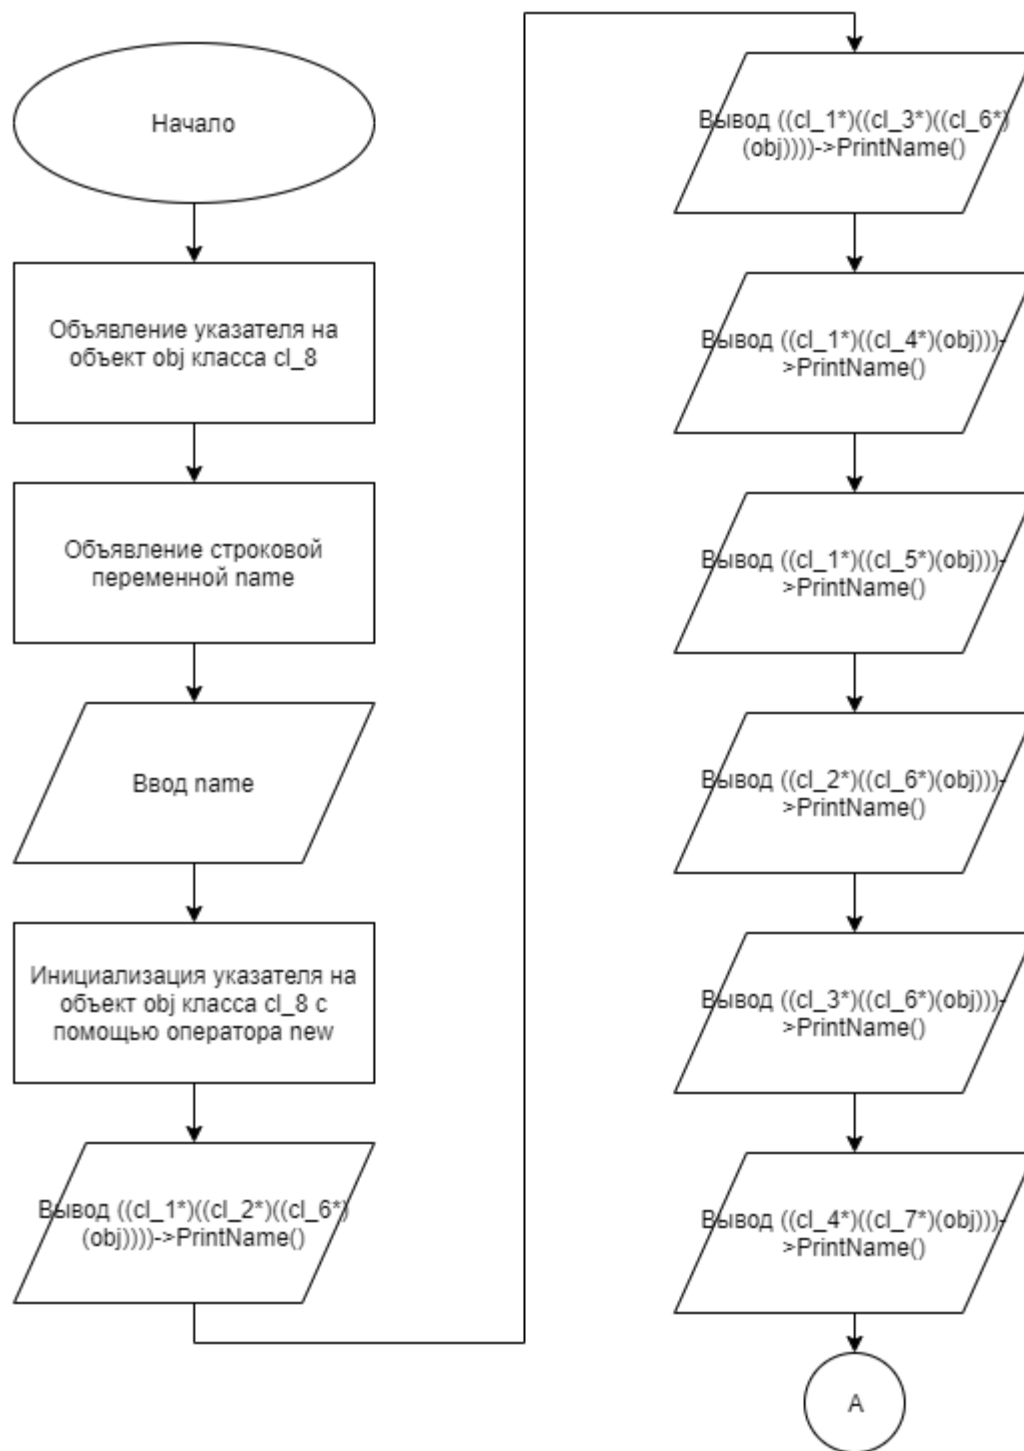 Начало
Объявление указателя на
объект obj класса cl_8
Объявление строковой
переменной name
Ввод name
Инициализация указателя на
объект obj класса cl_8 с
помощью оператора new
Вывод ((cl_1*)((cl_2*)((cl_6*)
(obj))))->PrintName()
Вывод ((cl_1*)((cl_3*)((cl_6*)
(obj))))->PrintName()
Вывод ((cl_1*)((cl_4*)(obj)))-
>PrintName()
Вывод ((cl_1*)((cl_5*)(obj)))-
>PrintName()
Вывод ((cl_2*)((cl_6*)(obj)))-
>PrintName()
Вывод ((cl_3*)((cl_6*)(obj)))-
>PrintName()
Вывод ((cl_4*)((cl_7*)(obj)))-
>PrintName()
А